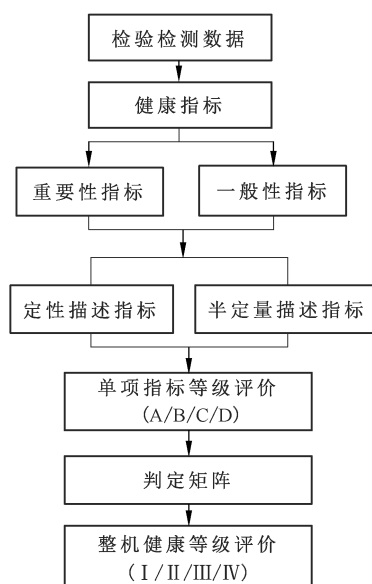 检验检测数据
健康指标
重要性指标
一般性指标
定性描述指标
半定量描述指标
单项指标等级评价
(A/B/C/D)
判定矩阵
整机健康等级评价
(Ⅰ/Ⅱ/Ⅲ/Ⅳ)